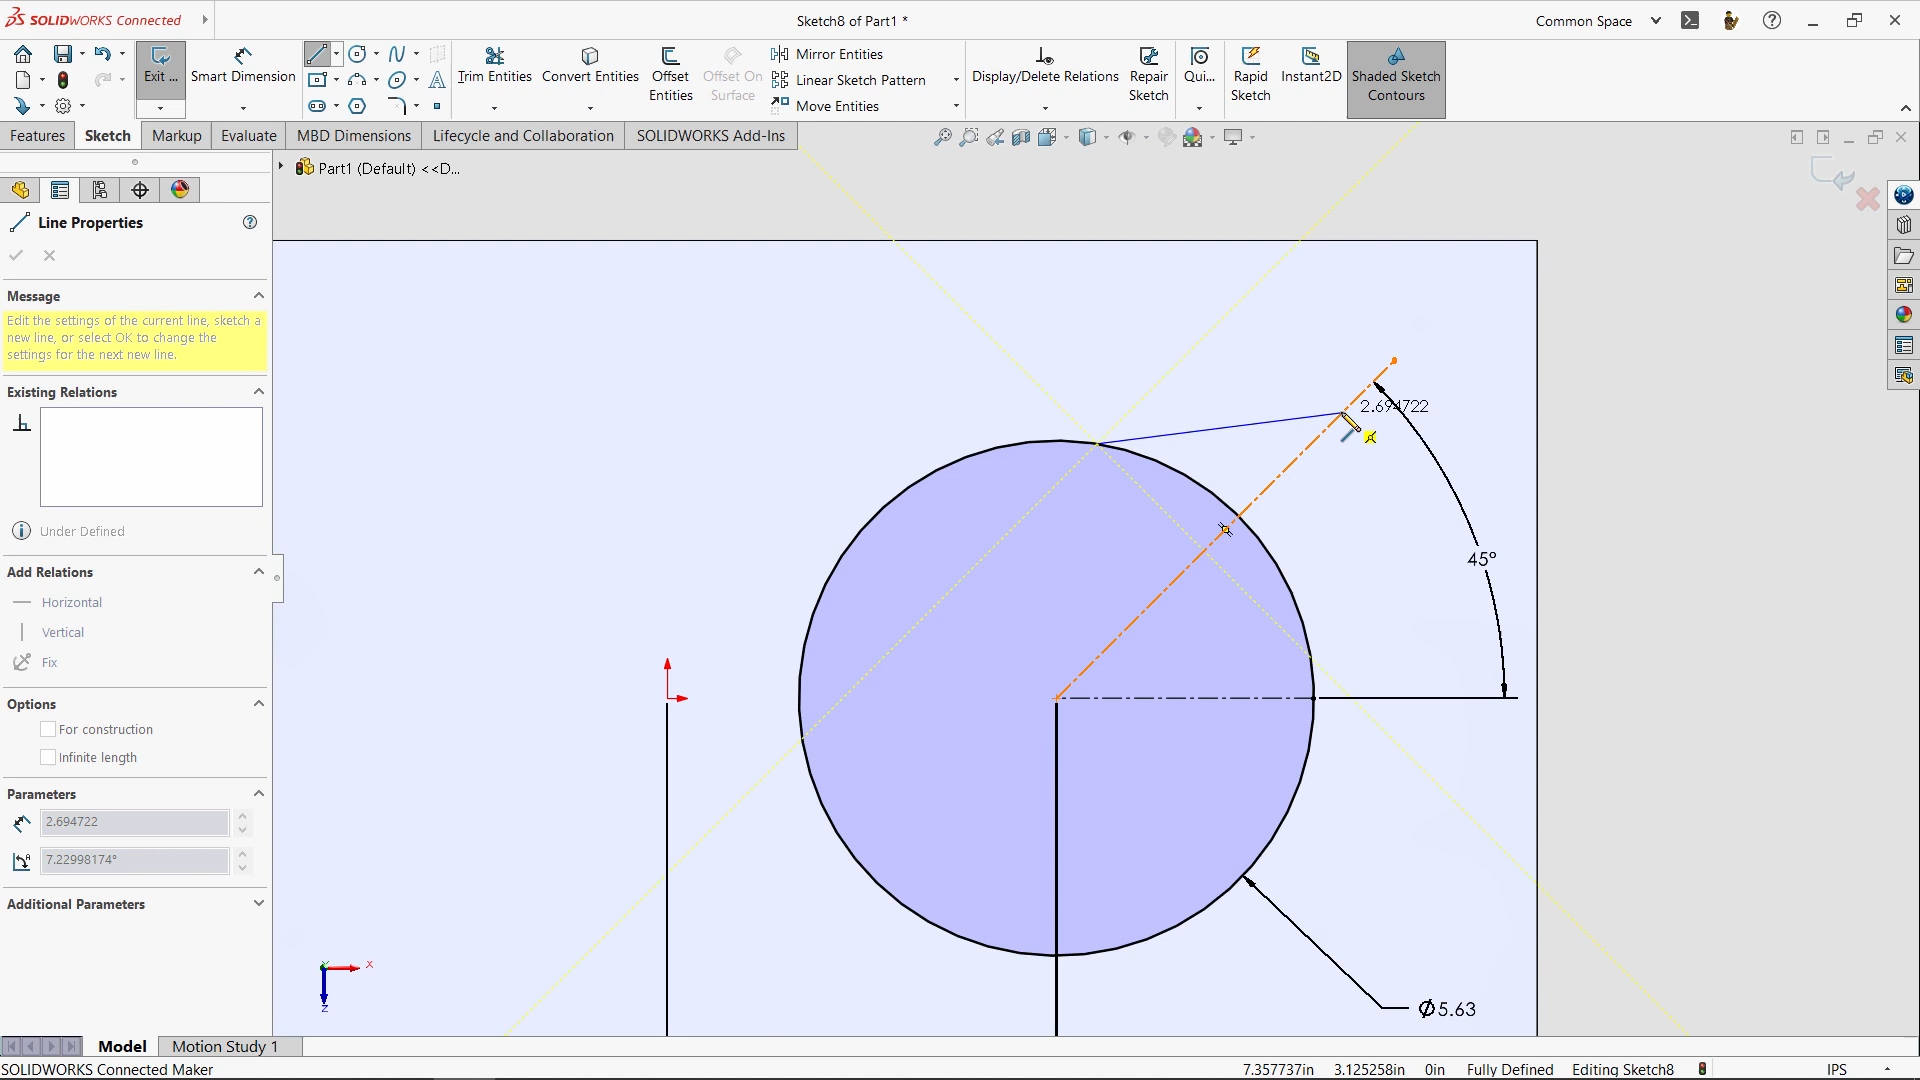 SOLIDWORKS Connected
Sketch8 of Part1 *
Common Space
Exit ...
Smart Dimension
Trim Entities
Convert Entities
Offset Entities
Offset On Surface
Mirror Entities
Linear Sketch Pattern
Move Entities
Display/Delete Relations
Repair Sketch
Qui...
Rapid Sketch
Instant2D
Shaded Sketch Contours
Features
Sketch
Markup
Evaluate
MBD Dimensions
Lifecycle and Collaboration
SOLIDWORKS Add-Ins
Part1 (Default) <<D...
Line Properties
Message
Edit the settings of the current line, sketch a
new line, or select OK to change the
settings for the next new line.
Existing Relations
Under Defined
Add Relations
Horizontal
Vertical
Fix
Options
For construction
Infinite length
Parameters
2.694722
7.22998174°
Additional Parameters
2.694722
45°
Ø5.63
X
Y
Z
Model
Motion Study 1
SOLIDWORKS Connected Maker
7.357737in 3.125258in 0in Fully Defined Editing Sketch8 IPS